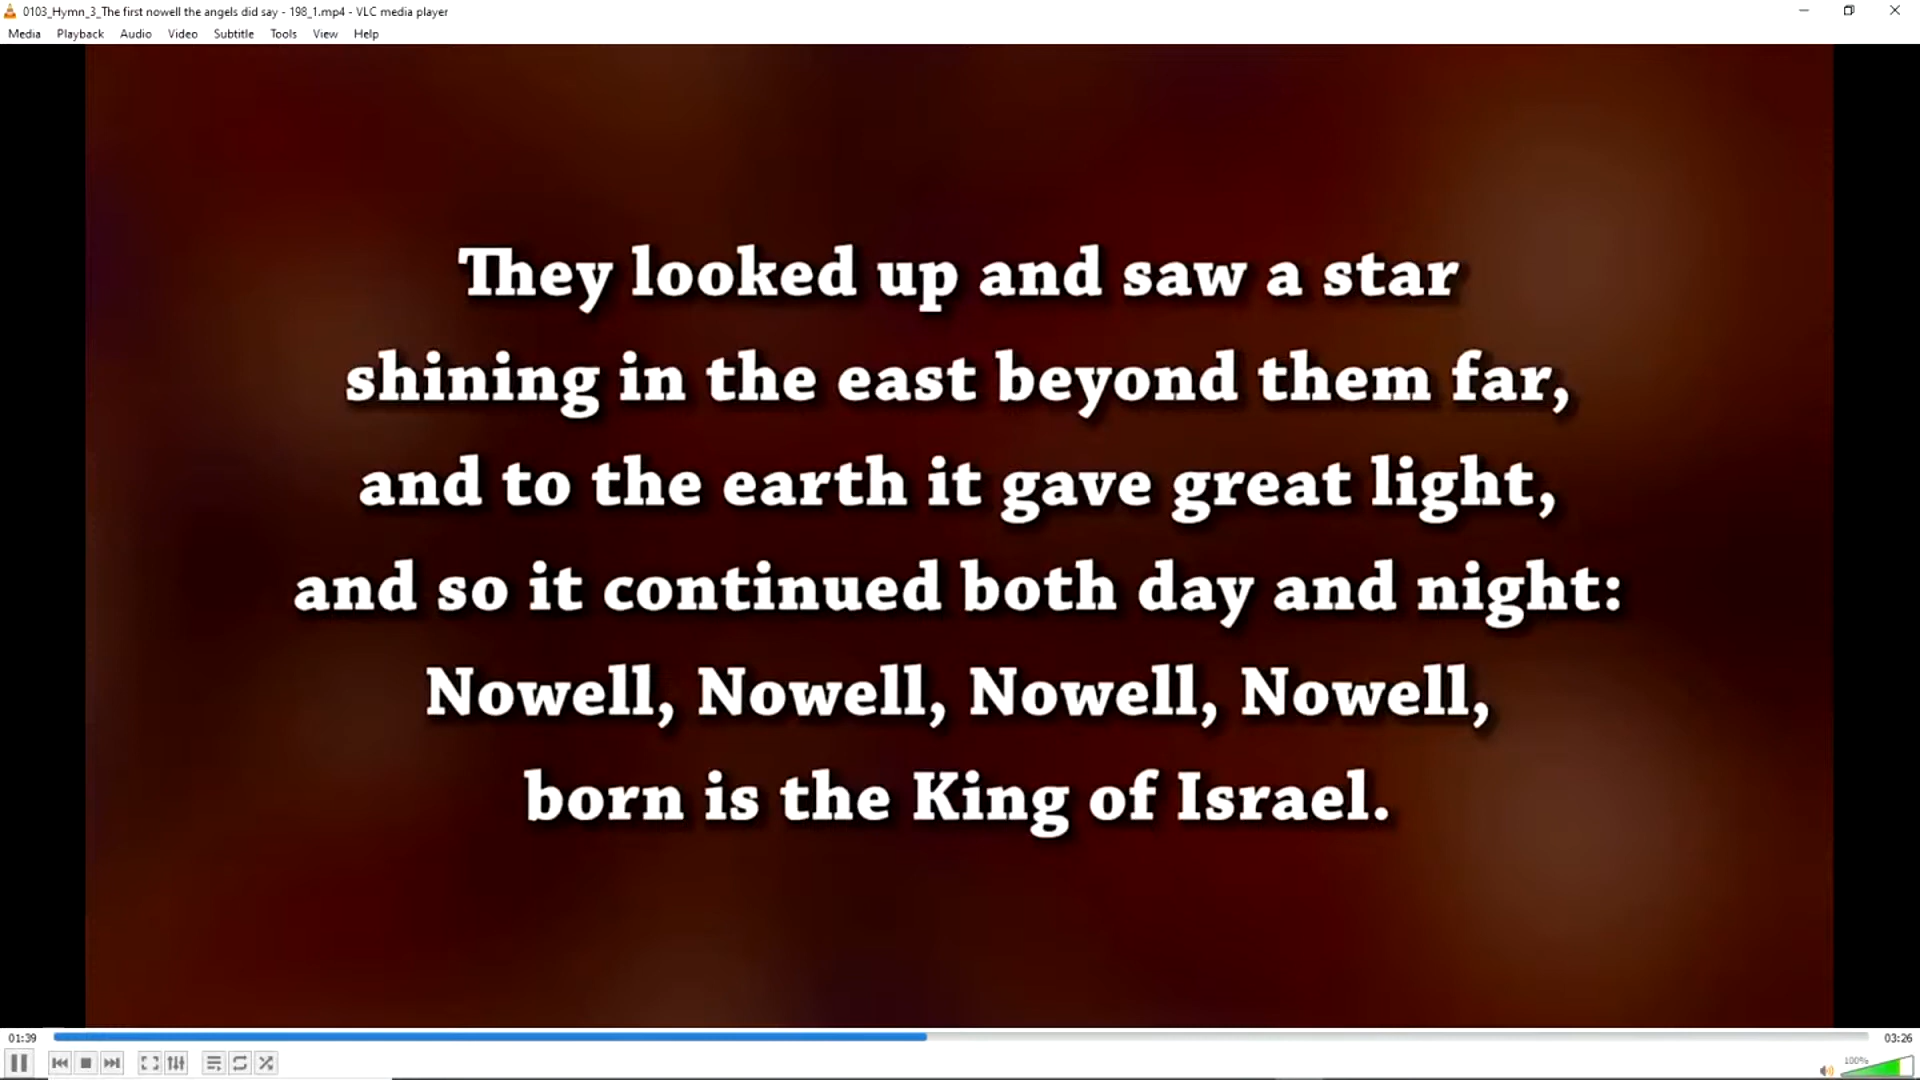 0103_Hymn_3_The first nowell the angels did say - 198_1.mp4 - VLC media player
Media Playback Audio Video Subtitle Tools View Help
They looked up and saw a star
shining in the east beyond them far,
and to the earth it gave great light,
and so it continued both day and night:
Nowell, Nowell, Nowell, Nowell,
born is the King of Israel.
01:39 03:26
100%